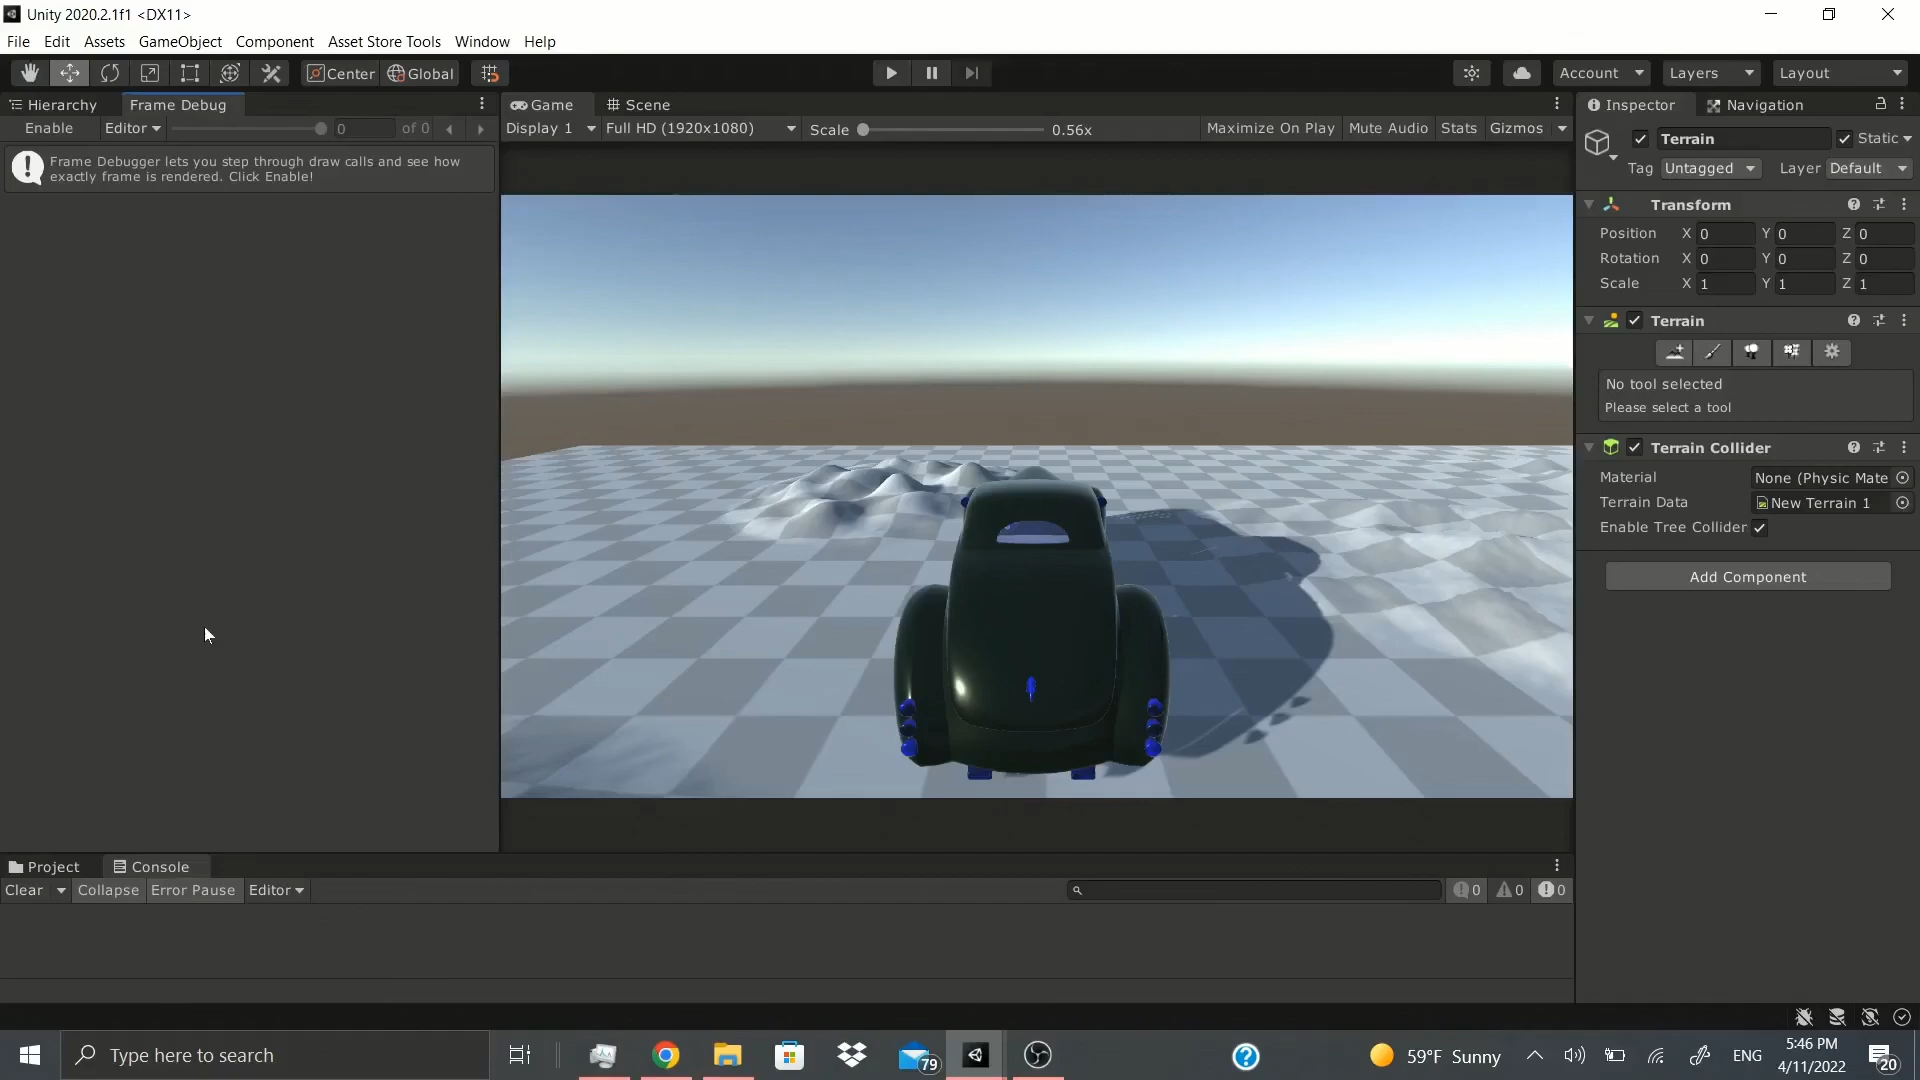 Unity 2020.2.1f1 <DX11>
File Edit Assets GameObject Component Asset Store Tools Window Help
Center Global Account Layers Layout
Hierarchy Frame Debug Game Scene Inspector Navigation
Enable Editor 0 of 0 Display 1 Full HD (1920x1080) Scale 0.56x Maximize On Play Mute Audio Stats Gizmos
Terrain Static
Frame Debugger lets you step through draw calls and see how
exactly frame is rendered. Click Enable!
Tag Untagged Layer Default
Transform
Position X 0 Y 0 Z 0
Rotation X 0 Y 0 Z 0
Scale X 1 Y 1 Z 1
Terrain
No tool selected
Please select a tool
Terrain Collider
Material None (Physic Mate
Terrain Data New Terrain 1
Enable Tree Collider
Add Component
Project Console
Clear Collapse Error Pause Editor 0 0 0
Type here to search 79 59°F Sunny ENG 5:46 PM
4/11/2022 20